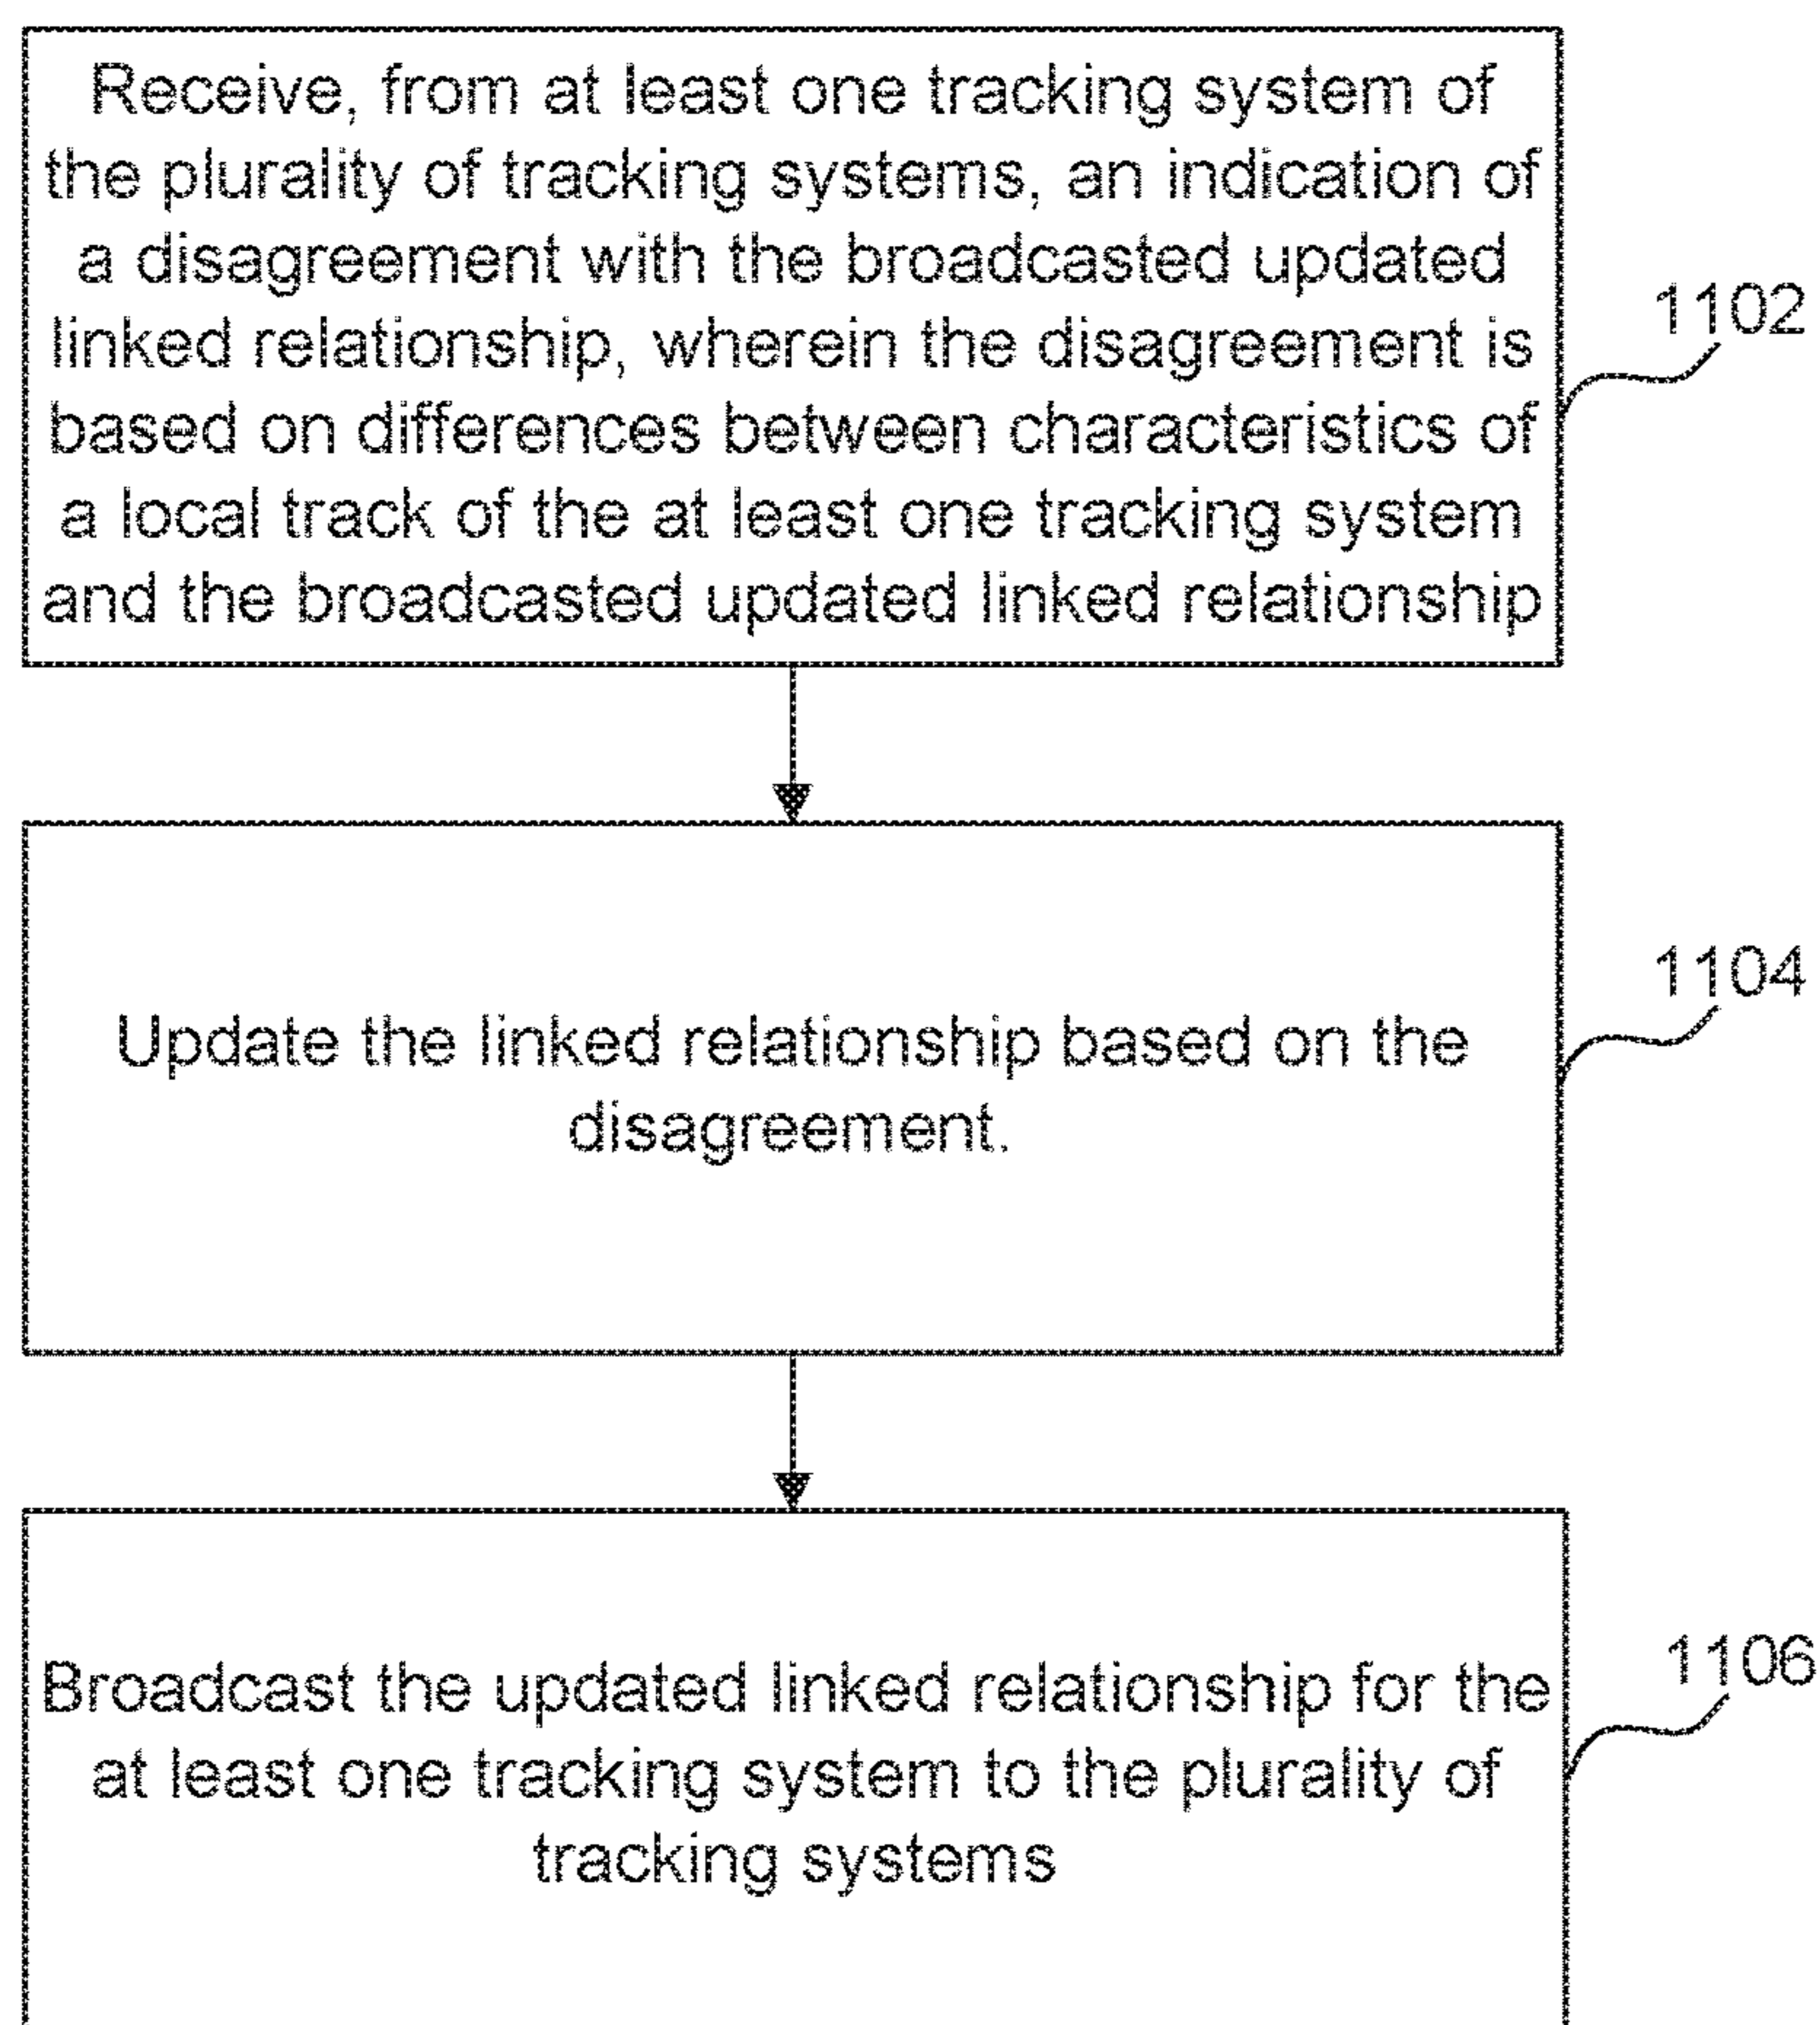 Receive, from at least one tracking system of
the plurality of tracking systems, an indication of
a disagreement with the broadcasted updated
linked relationship, wherein the disagreement is
based on differences between characteristics of
a local track of the at least one tracking system
and the broadcasted updated linked relationship
1102
Update the linked relationship based on the
disagreement.
1104
Broadcast the updated linked relationship for the
at least one tracking system to the plurality of
tracking systems
1106